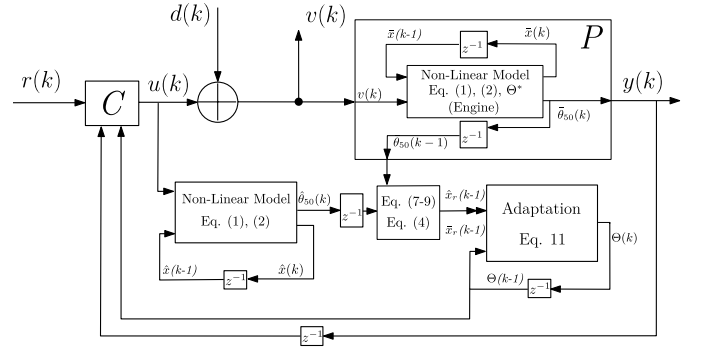 d(k)
v(k)
x̄(k-1)
z⁻¹
x̄(k)
P
r(k)
C
u(k)
v(k)
Non-Linear Model
Eq. (1), (2), Θ*
(Engine)
y(k)
θ̄₅₀(k)
θ₅₀(k − 1)
z⁻¹
Non-Linear Model
Eq. (1), (2)
θ̂₅₀(k)
z⁻¹
Eq. (7-9)
Eq. (4)
x̂ᵣ(k-1)
x̄ᵣ(k-1)
Adaptation
Eq. 11
Θ(k)
x̂(k-1)
z⁻¹
x̂(k)
Θ(k-1)
z⁻¹
z⁻¹